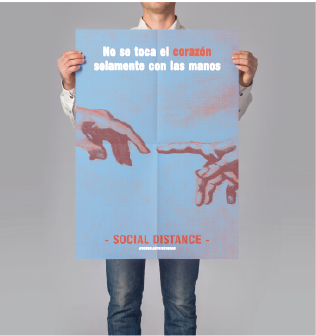 No se toca el corazón
solamente con las manos
- SOCIAL DISTANCE -